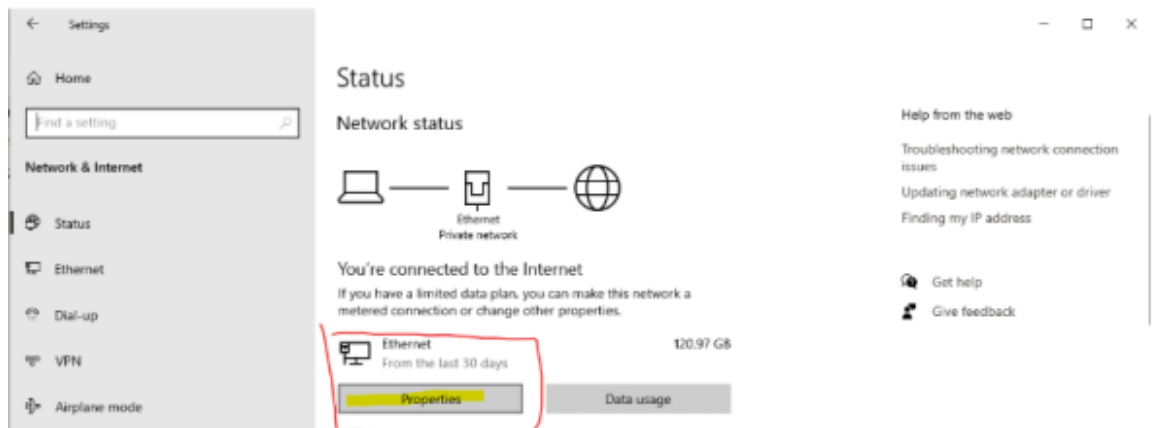 Settings
Home
Find a setting
Network & Internet
Status
Ethernet
Dial-up
VPN
Airplane mode
Status
Network status
Ethernet
Private network
You're connected to the Internet
If you have a limited data plan, you can make this network a
metered connection or change other properties.
Ethernet
120.97 GB
From the last 30 days
Properties
Data usage
Help from the web
Troubleshooting network connection
issues
Updating network adapter or driver
Finding my IP address
Get help
Give feedback